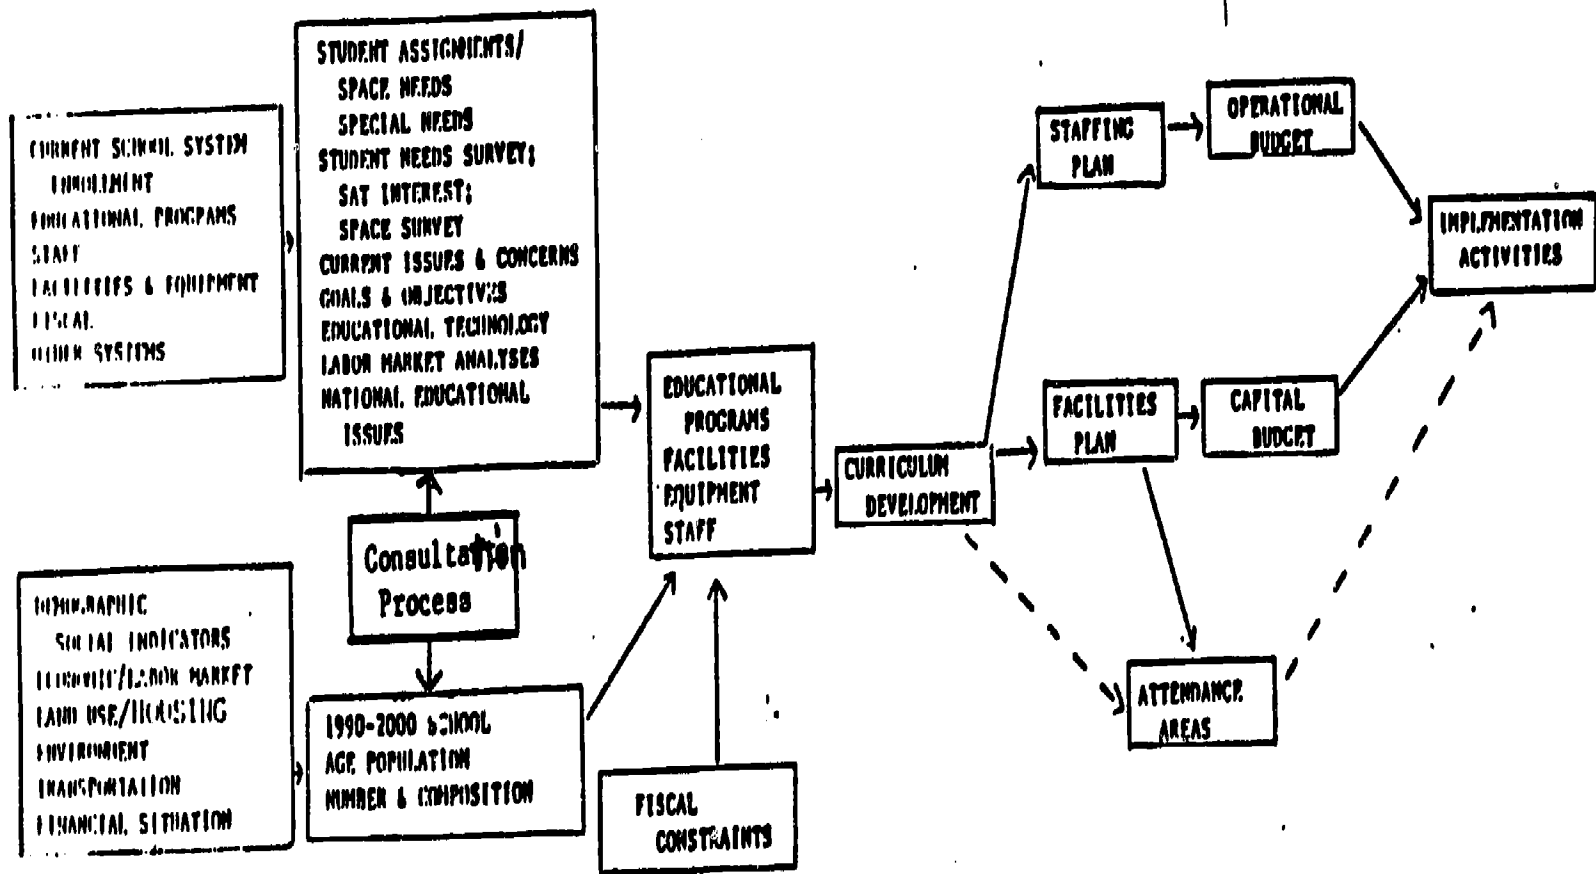 CURRENT SCHOOL SYSTEM
ENROLLMENT
EDUCATIONAL PROGRAMS
STAFF
FACILITIES & EQUIPMENT
FISCAL
OTHER SYSTEMS
STUDENT ASSIGNMENTS/
SPACE NEEDS
SPECIAL NEEDS
STUDENT NEEDS SURVEY;
SAT INTEREST;
SPACE SURVEY
CURRENT ISSUES & CONCERNS
GOALS & OBJECTIVES
EDUCATIONAL TECHNOLOGY
LABOR MARKET ANALYSES
NATIONAL EDUCATIONAL
ISSUES
Consultation
Process
DEMOGRAPHIC
SOCIAL INDICATORS
ECONOMIC/LABOR MARKET
LAND USE/HOUSING
ENVIRONMENT
TRANSPORTATION
FINANCIAL SITUATION
1990-2000 SCHOOL
AGE POPULATION
NUMBER & COMPOSITION
FISCAL
CONSTRAINTS
EDUCATIONAL
PROGRAMS
FACILITIES
EQUIPMENT
STAFF
CURRICULUM
DEVELOPMENT
STAFFING
PLAN
OPERATIONAL
BUDGET
FACILITIES
PLAN
CAPITAL
BUDGET
ATTENDANCE
AREAS
IMPLEMENTATION
ACTIVITIES